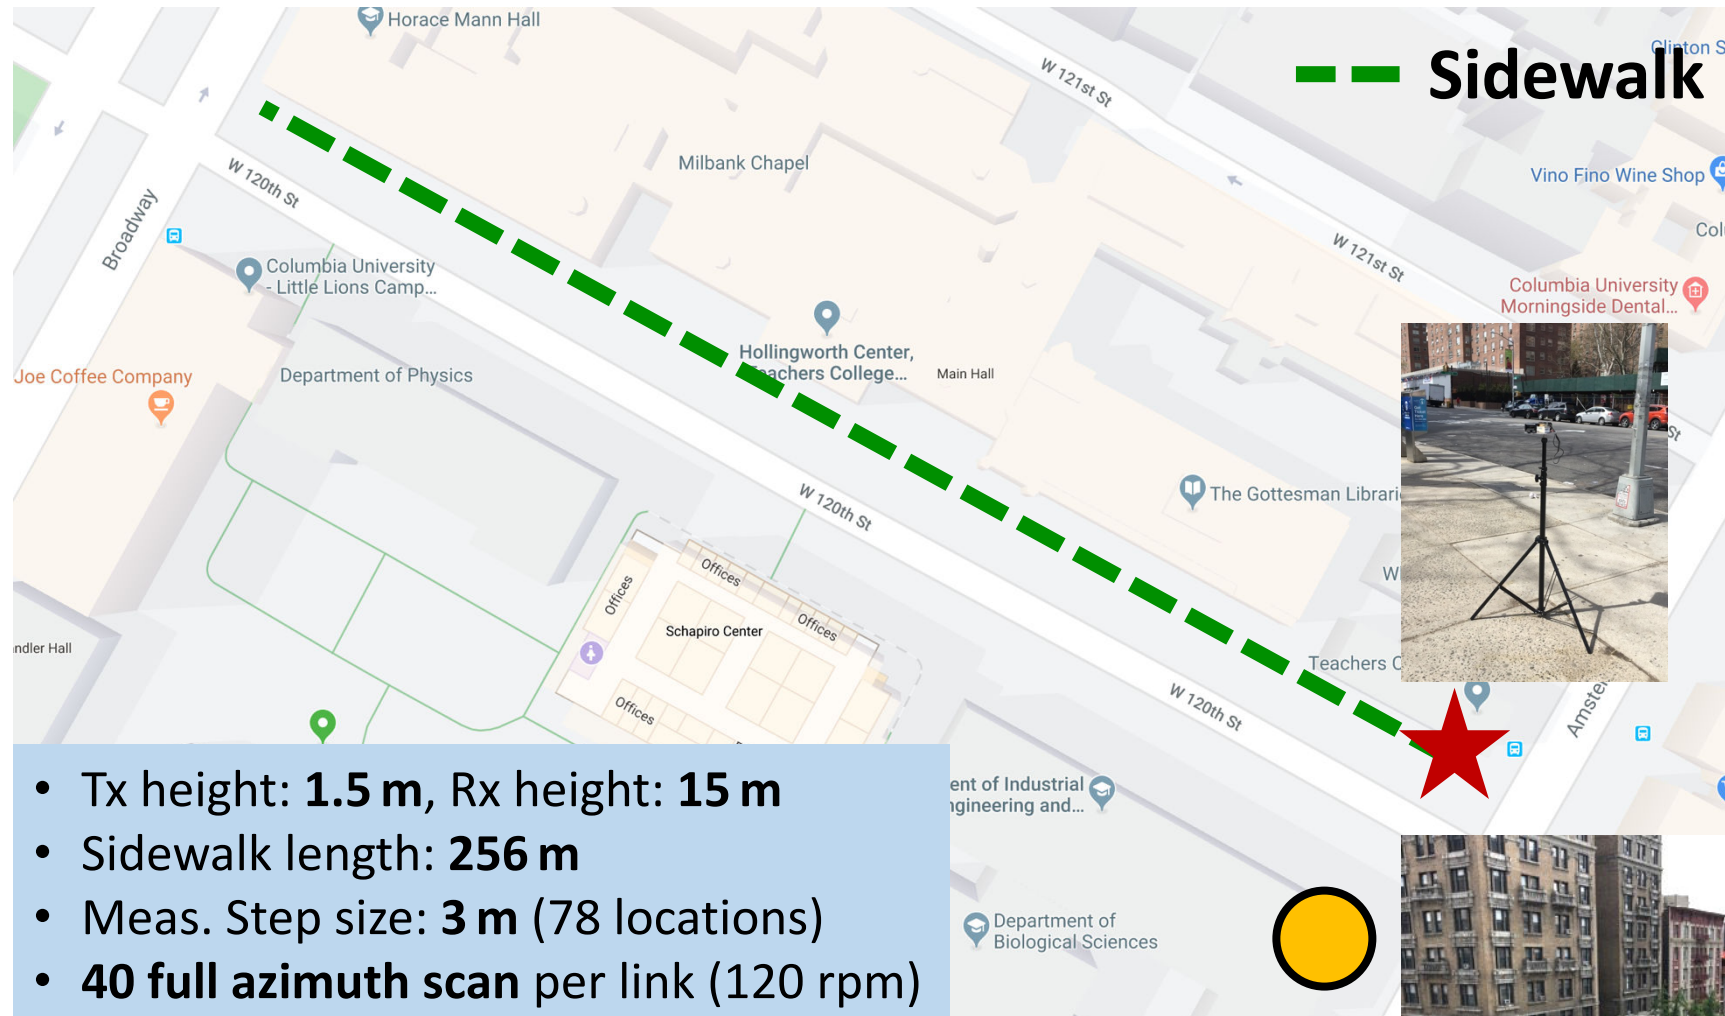 Horace Mann Hall
W 121st St
Clinton S
Sidewalk
Milbank Chapel
Vino Fino Wine Shop
W 120th St
Broadway
W 121st St
Col
Columbia University
- Little Lions Camp...
Columbia University
Morningside Dental...
Hollingworth Center,
Teachers College...
Main Hall
Joe Coffee Company
Department of Physics
St
W 120th St
The Gottesman Librari
Offices
Offices
W
Offices
Schapiro Center
ndler Hall
Teachers C
Offices
W 120th St
Amste
• Tx height: 1.5 m, Rx height: 15 m
• Sidewalk length: 256 m
• Meas. Step size: 3 m (78 locations)
• 40 full azimuth scan per link (120 rpm)
ent of Industrial
ngineering and...
Department of
Biological Sciences